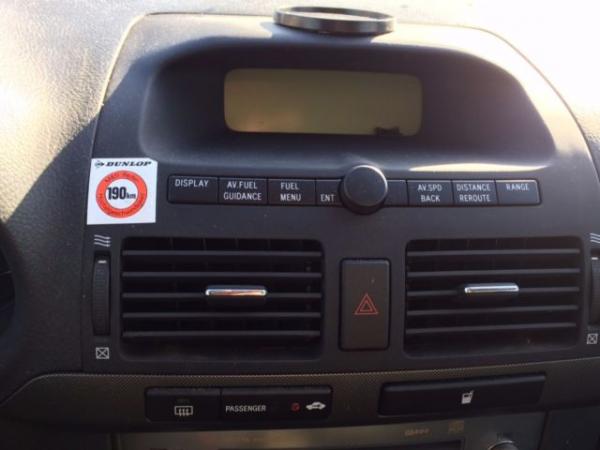 DUNLOP
190km
DISPLAY
AV.FUEL
GUIDANCE
FUEL
MENU
ENT
AV.SPD
BACK
DISTANCE
REROUTE
RANGE
PASSENGER